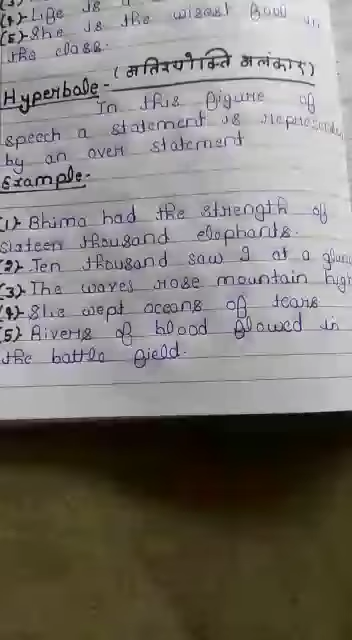 (4) Life is a
(5) She is the wisest fool in
the class.
Hyperbole - (अतिश्योक्ति अलंकार)
In this figure of
speech a statement is represented
by an over statement
Example -
(1) Bhima had the strength of
sixteen thousand elephants.
(2) Ten thousand saw I at a glance
(3) The waves rose mountain high
(4) She wept oceans of tears
(5) Rivers of blood flowed in
the battle field.